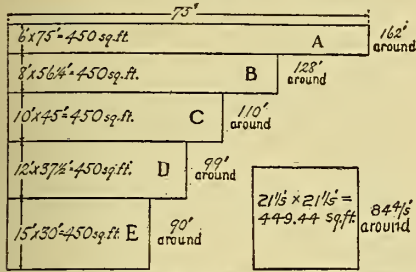 75'
6'x75'=450 sq.ft. A 162' around
8'x56¼'=450 sq.ft. B 128' around
10'x45'=450 sq.ft. C 110' around
12'x37½'=450 sq.ft. D 99' around
15'x30'=450 sq.ft. E 90' around
21⅕' x 21⅕' =
449.44 sq.ft.
84⅘' around